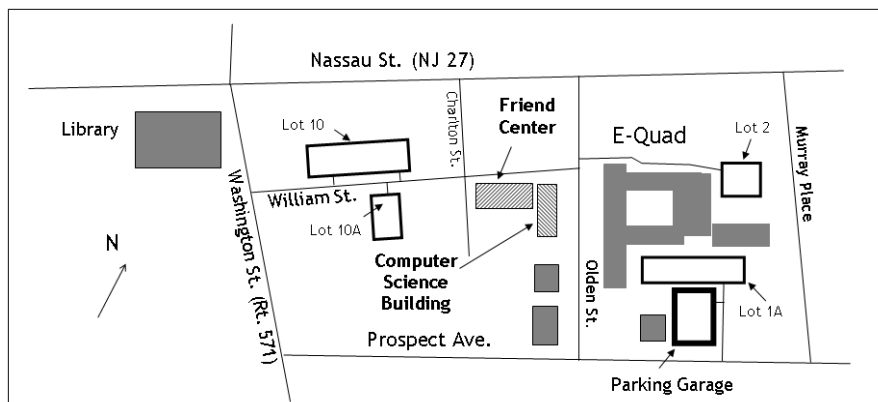 Nassau St. (NJ 27)
Library
Lot 10
Charlton St.
Friend
Center
E-Quad
Lot 2
Murray Place
Washington St. (Rt. 571)
William St.
Lot 10A
N
Computer
Science
Building
Olden St.
Lot 1A
Prospect Ave.
Parking Garage